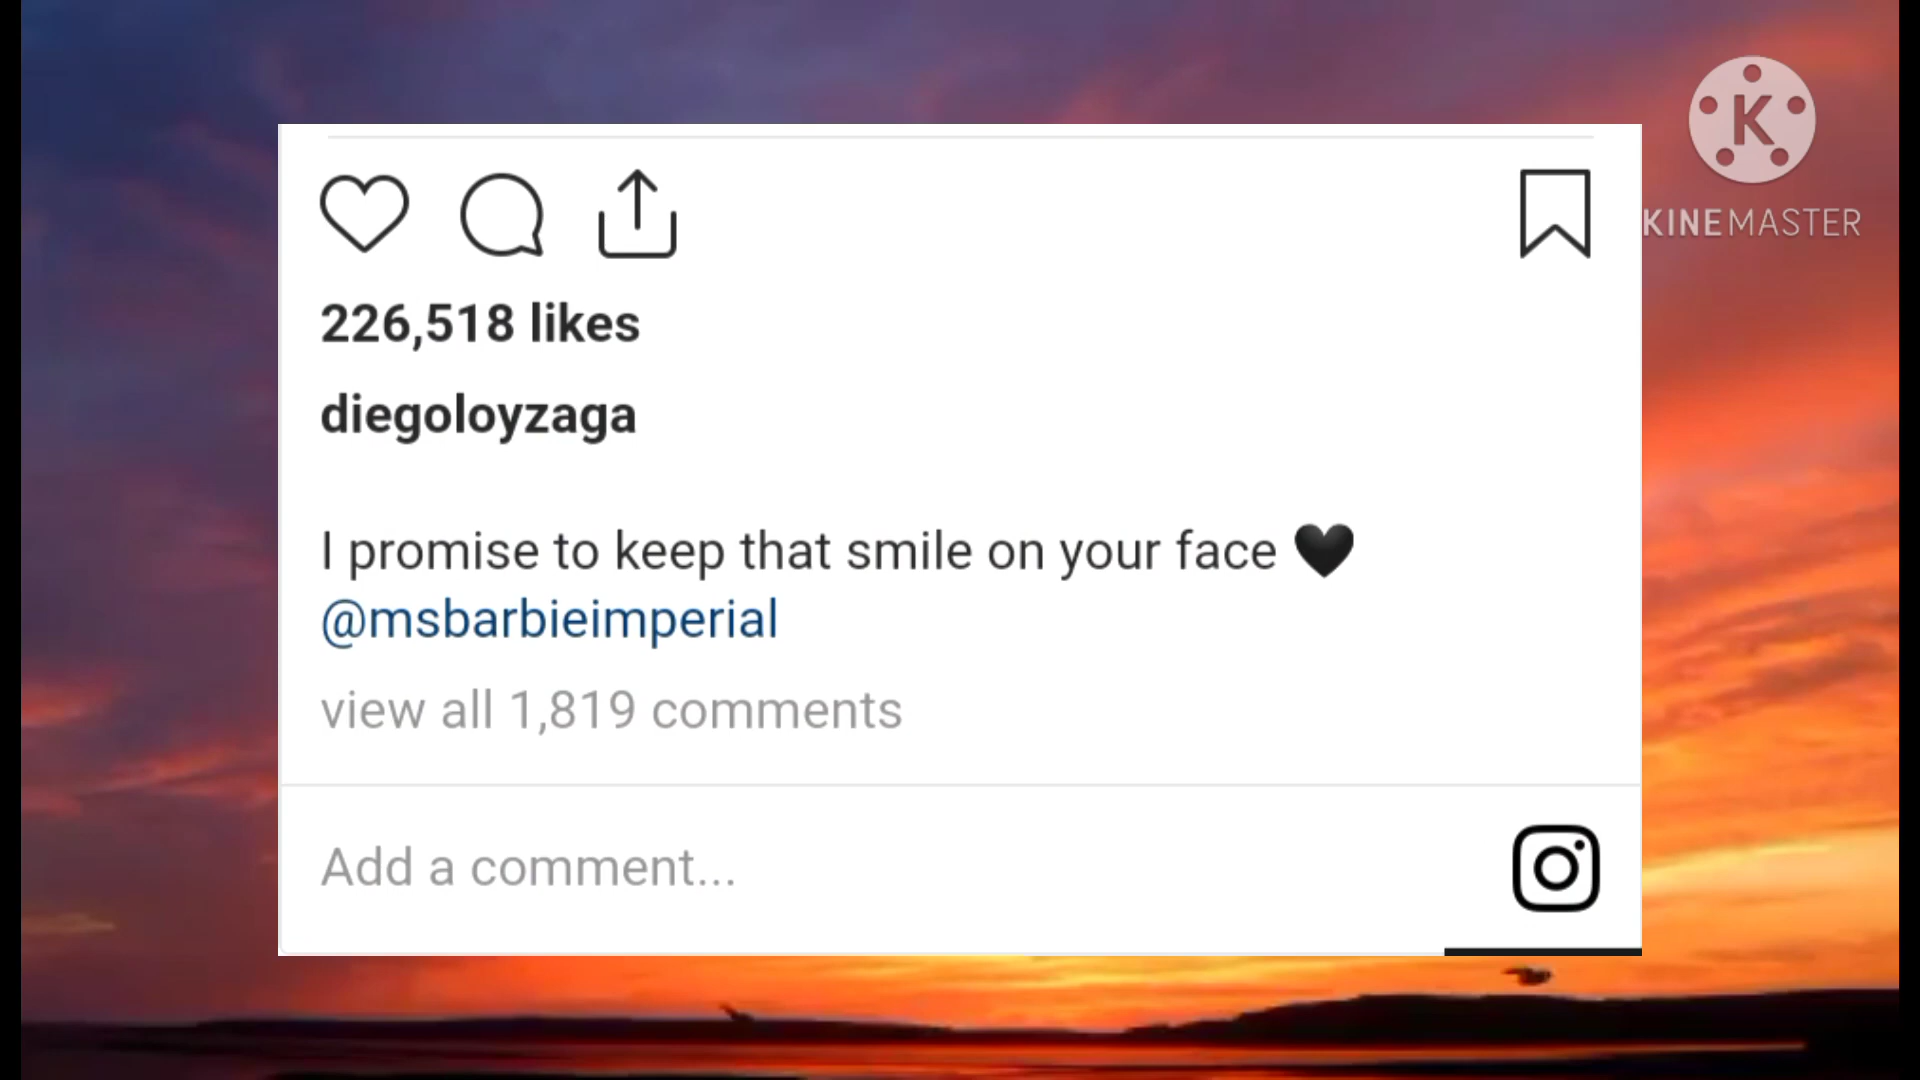 K
KINEMASTER
226,518 likes
diegoloyzaga
I promise to keep that smile on your face 🖤
@msbarbieimperial
view all 1,819 comments
Add a comment...